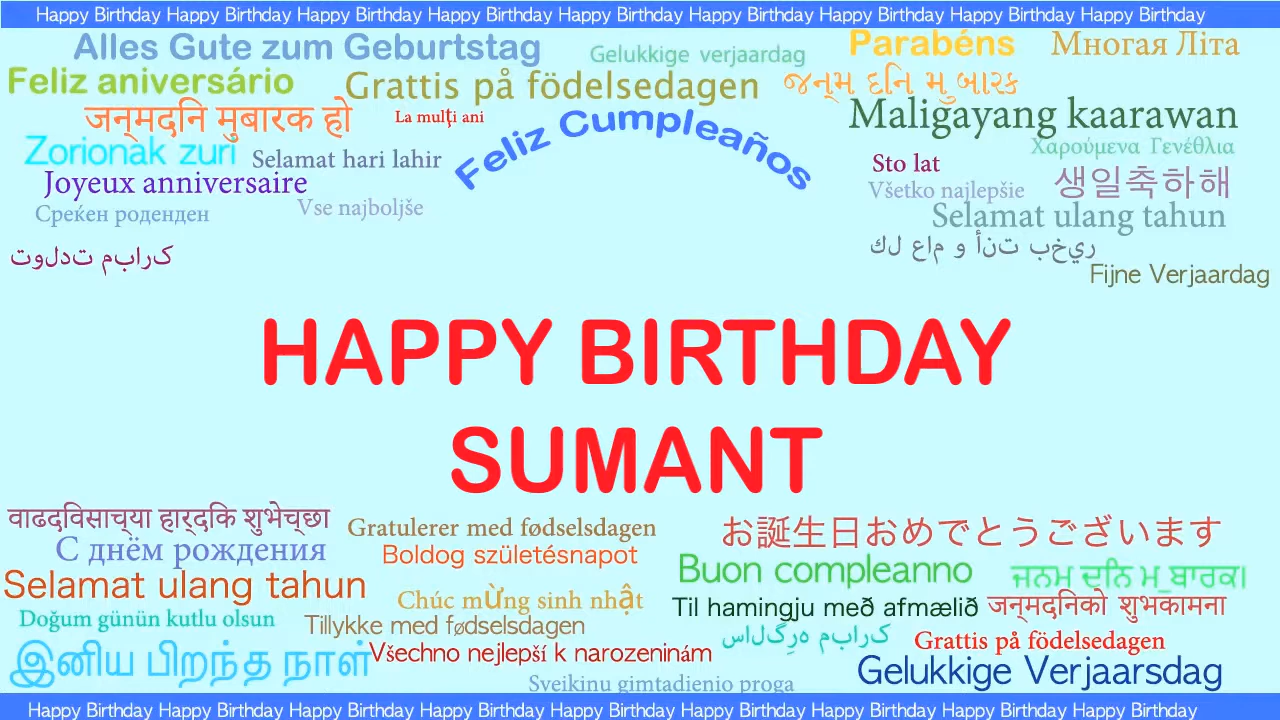 Happy Birthday Happy Birthday Happy Birthday Happy Birthday Happy Birthday Happy Birthday Happy Birthday Happy Birthday Happy Birthday
Alles Gute zum Geburtstag
Gelukkige verjaardag
Parabéns
Многая Літа
Feliz aniversário
Grattis på födelsedagen
જન્મ દિન મુબારક
जन्मदिन मुबारक हो
La mulţi ani
Feliz Cumpleaños
Maligayang kaarawan
Zorionak zuri
Selamat hari lahir
Χαρούμενα Γενέθλια
Sto lat
Joyeux anniversaire
Všetko najlepšie
생일축하해
Среќен роденден
Vse najboljše
Selamat ulang tahun
تولدت مبارک
كل عام و أنت بخير
Fijne Verjaardag
HAPPY BIRTHDAY
SUMANT
वाढदिवसाच्या हार्दिक शुभेच्छा
Gratulerer med fødselsdagen
お誕生日おめでとうございます
С днём рождения
Boldog születésnapot
Buon compleanno
ਜਨਮ ਦਿਨ ਮੁਬਾਰਕ।
Selamat ulang tahun
Chúc mừng sinh nhật
Til hamingju með afmælið
जन्मदिनको शुभकामना
Doğum günün kutlu olsun
Tillykke med fødselsdagen
سالگِرہ مبارک
Grattis på födelsedagen
இனிய பிறந்த நாள்
Všechno nejlepší k narozeninám
Gelukkige Verjaarsdag
Sveikinu gimtadienio proga
Happy Birthday Happy Birthday Happy Birthday Happy Birthday Happy Birthday Happy Birthday Happy Birthday Happy Birthday Happy Birthday